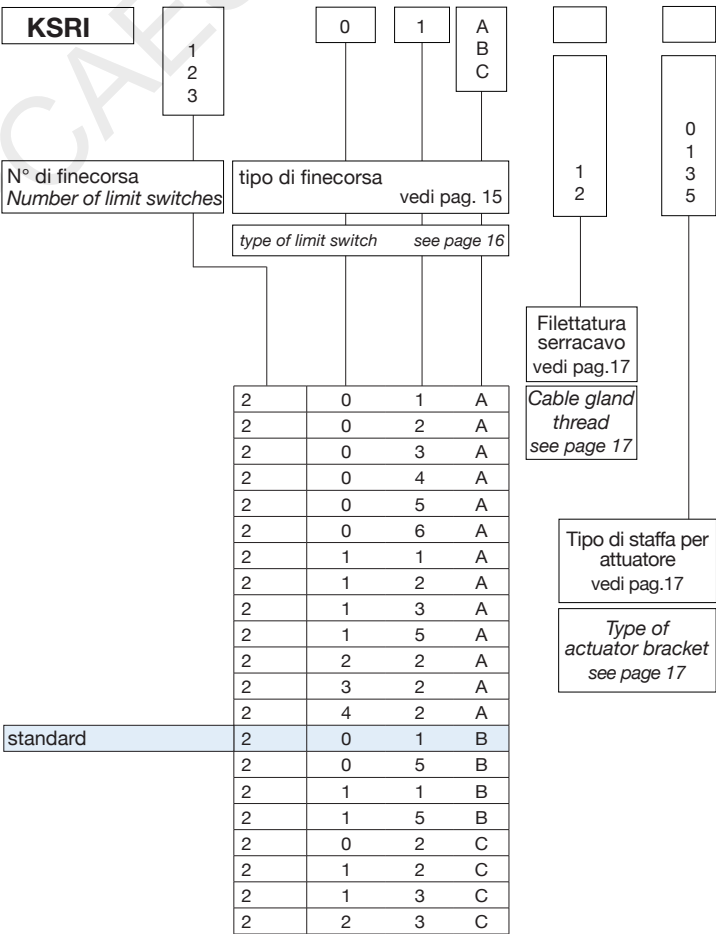 KSRI
0 1 A
B
C
1
2
3
0
1
3
5
1
2
N° di finecorsa
Number of limit switches
tipo di finecorsa
vedi pag. 15
type of limit switch see page 16
Filettatura
serracavo
vedi pag.17
Cable gland
thread
see page 17
Tipo di staffa per
attuatore
vedi pag.17
Type of
actuator bracket
see page 17
2 0 1 A
2 0 2 A
2 0 3 A
2 0 4 A
2 0 5 A
2 0 6 A
2 1 1 A
2 1 2 A
2 1 3 A
2 1 5 A
2 2 2 A
2 3 2 A
2 4 2 A
standard 2 0 1 B
2 0 5 B
2 1 1 B
2 1 5 B
2 0 2 C
2 1 2 C
2 1 3 C
2 2 3 C